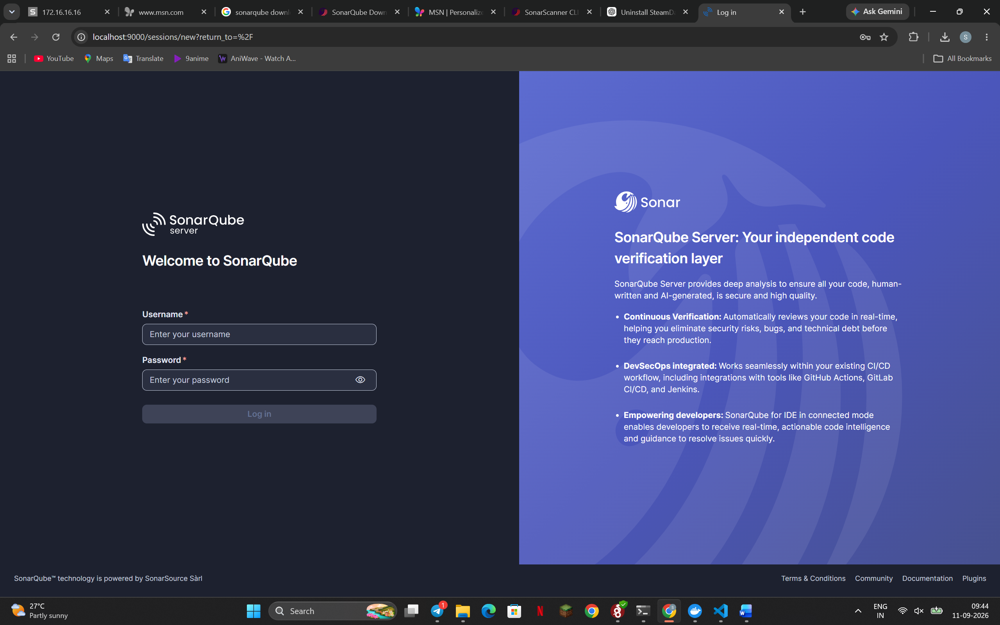 172.16.16.16
www.msn.com
sonarqube downl
SonarQube Down
MSN | Personalize
SonarScanner CLI
Uninstall SteamDa
Log in
Ask Gemini
localhost:9000/sessions/new?return_to=%2F
S
YouTube
Maps
Translate
9anime
AniWave - Watch A...
All Bookmarks
SonarQube
server
Welcome to SonarQube
Username *
Enter your username
Password *
Enter your password
Log in
Sonar
SonarQube Server: Your independent code
verification layer
SonarQube Server provides deep analysis to ensure all your code, human-
written and AI-generated, is secure and high quality.
• Continuous Verification: Automatically reviews your code in real-time,
helping you eliminate security risks, bugs, and technical debt before
they reach production.
• DevSecOps integrated: Works seamlessly within your existing CI/CD
workflow, including integrations with tools like GitHub Actions, GitLab
CI/CD, and Jenkins.
• Empowering developers: SonarQube for IDE in connected mode
enables developers to receive real-time, actionable code intelligence
and guidance to resolve issues quickly.
SonarQube™ technology is powered by SonarSource Sàrl
Terms & Conditions
Community
Documentation
Plugins
27°C
Partly sunny
Search
1
ENG
IN
09:44
11-09-2026